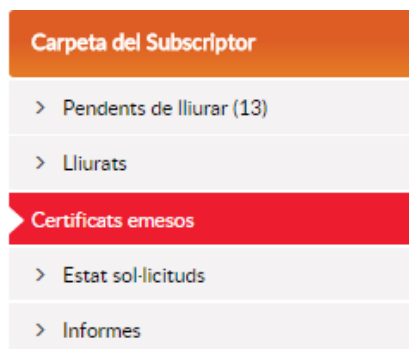 Carpeta del Subscriptor
> Pendents de lliurar (13)
> Lliurats
Certificats emesos
> Estat sol·licituds
> Informes